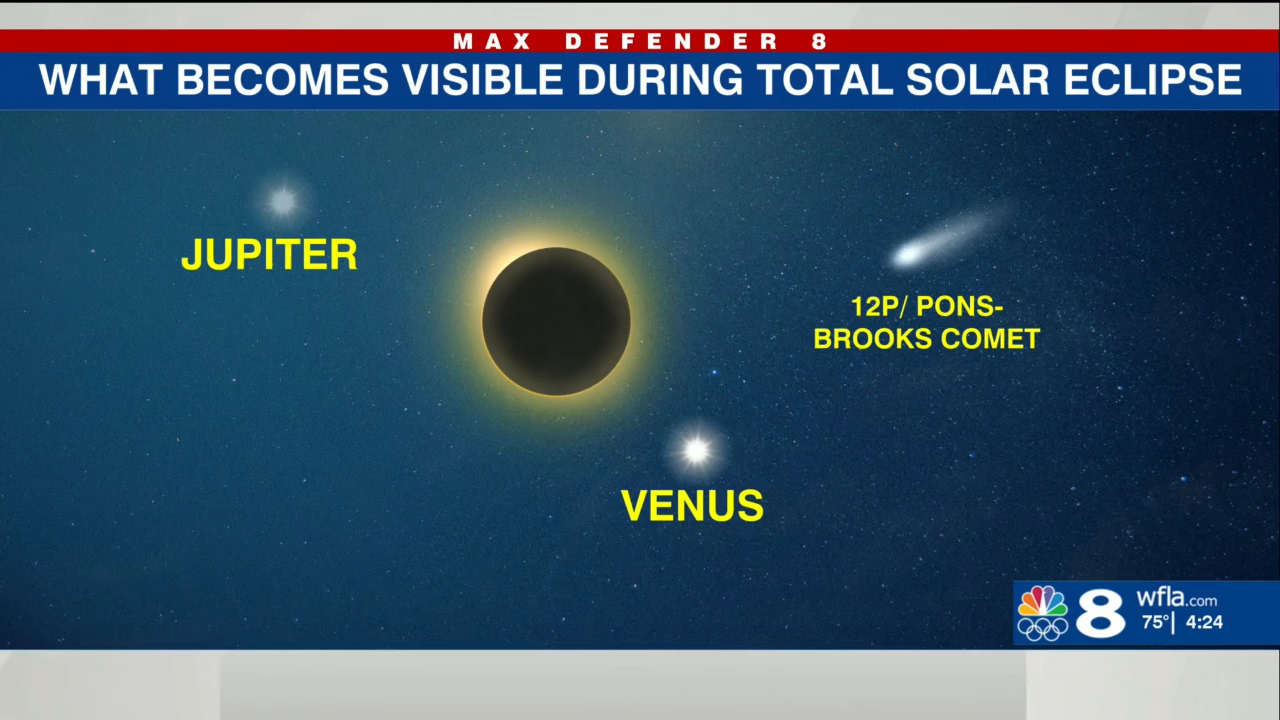 MAX DEFENDER 8
WHAT BECOMES VISIBLE DURING TOTAL SOLAR ECLIPSE
JUPITER
12P/ PONS-
BROOKS COMET
VENUS
8 wfla.com
75° 4:24